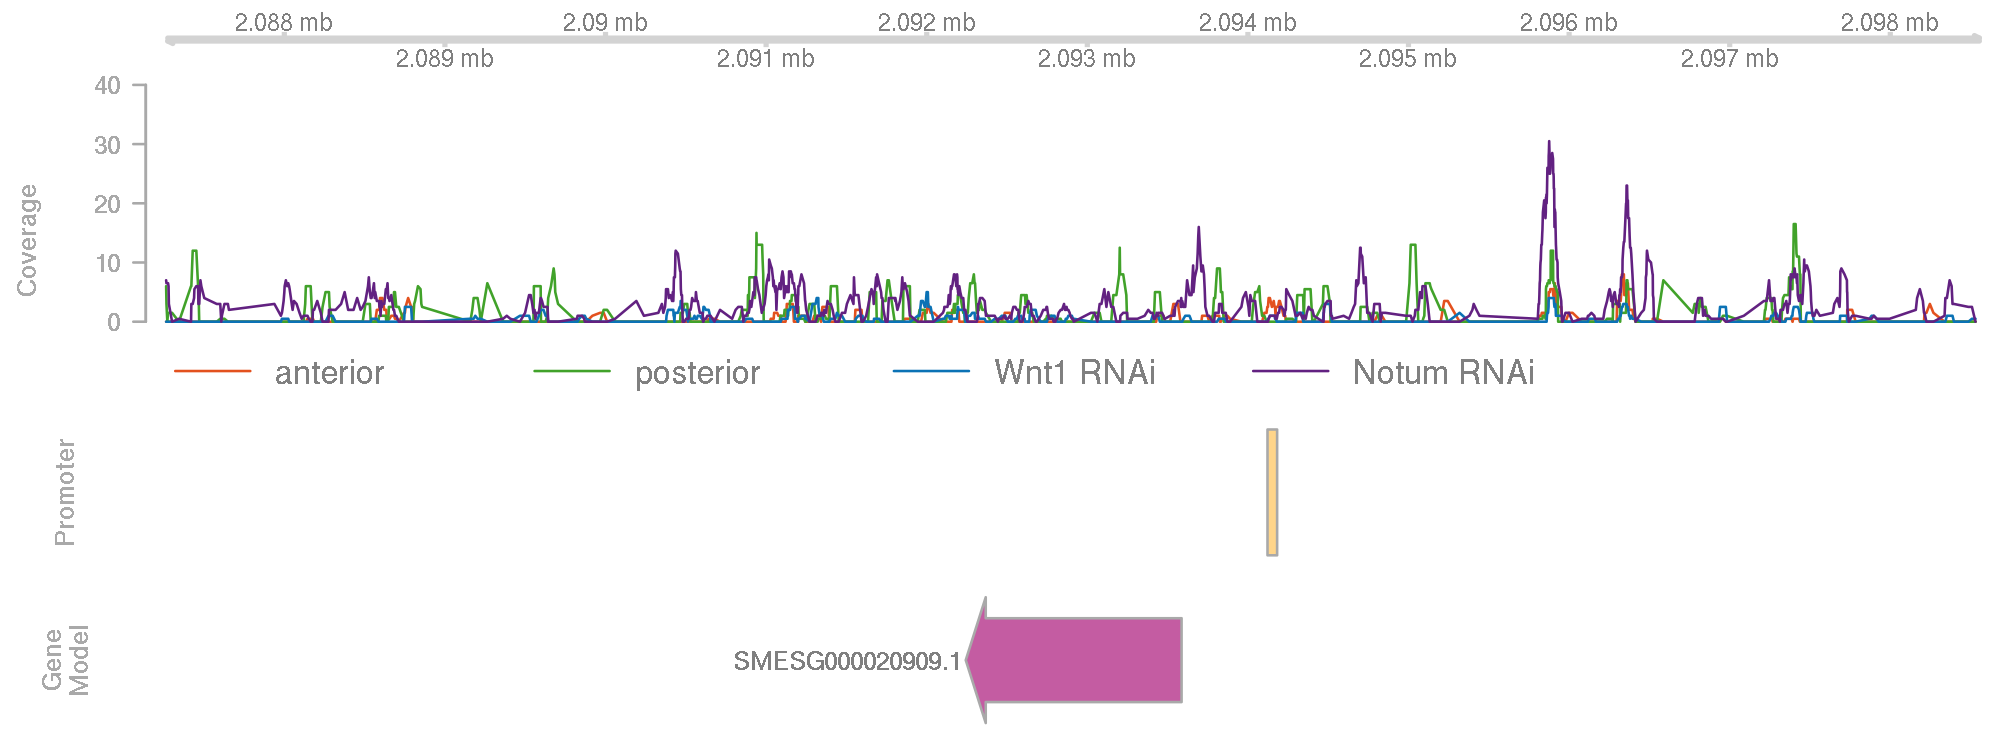 2.088 mb 2.09 mb 2.092 mb 2.094 mb 2.096 mb 2.098 mb
2.089 mb 2.091 mb 2.093 mb 2.095 mb 2.097 mb
40
30
20
10
0
Coverage
anterior posterior Wnt1 RNAi Notum RNAi
Promoter
Gene
Model
SMESG000020909.1